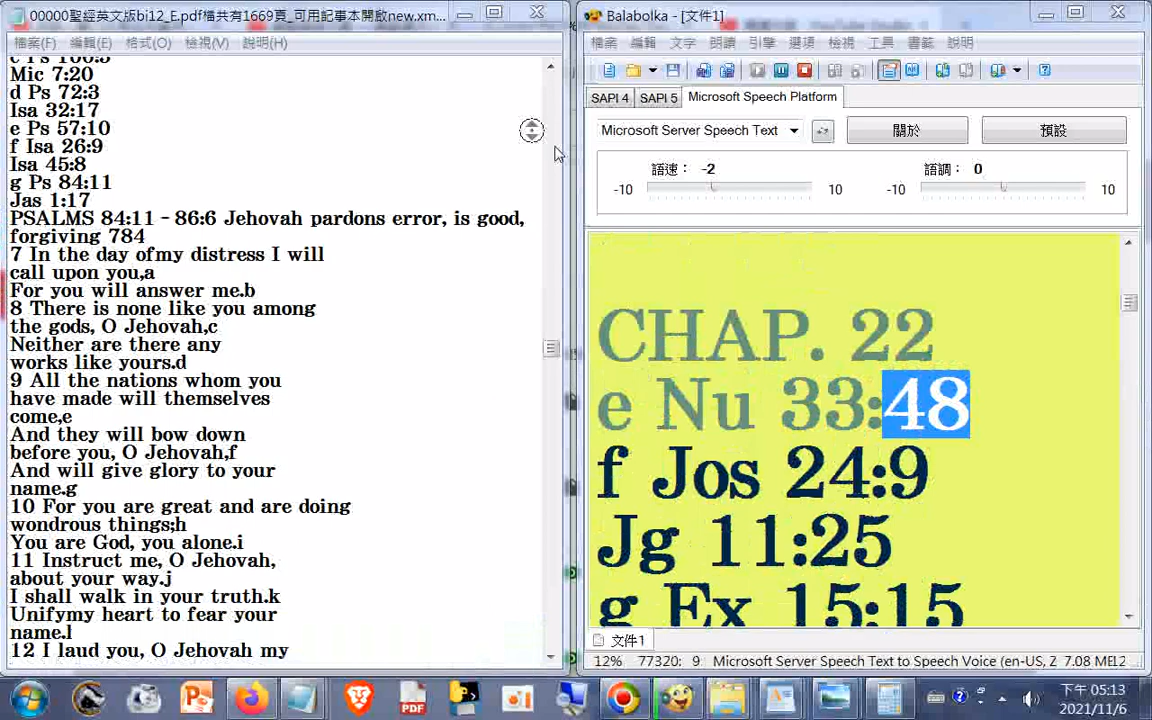 00000聖經英文版bi12_E.pdf檔共有1669頁_可用記事本開啟new.xm...
檔案(F) 編輯(E) 格式(O) 檢視(V) 說明(H)
Mic 7:20
d Ps 72:3
Isa 32:17
e Ps 57:10
f Isa 26:9
Isa 45:8
g Ps 84:11
Jas 1:17
PSALMS 84:11 - 86:6 Jehovah pardons error, is good,
forgiving 784
7 In the day ofmy distress I will
call upon you,a
For you will answer me.b
8 There is none like you among
the gods, O Jehovah,c
Neither are there any
works like yours.d
9 All the nations whom you
have made will themselves
come,e
And they will bow down
before you, O Jehovah,f
And will give glory to your
name.g
10 For you are great and are doing
wondrous things;h
You are God, you alone.i
11 Instruct me, O Jehovah,
about your way.j
I shall walk in your truth.k
Unifymy heart to fear your
name.l
12 I laud you, O Jehovah my
Balabolka - [文件1]
檔案 編輯 文字 朗讀 引擎 選項 檢視 工具 書籤 說明
SAPI 4 SAPI 5 Microsoft Speech Platform
Microsoft Server Speech Text 關於 預設
語速： -2 語調： 0
-10 10 -10 10
CHAP. 22
e Nu 33:48
f Jos 24:9
Jg 11:25
g Ex 15:15
文件1
12% 77320: 9: Microsoft Server Speech Text to Speech Voice (en-US, Z 7.08 ME
PDF
下午 05:13
2021/11/6